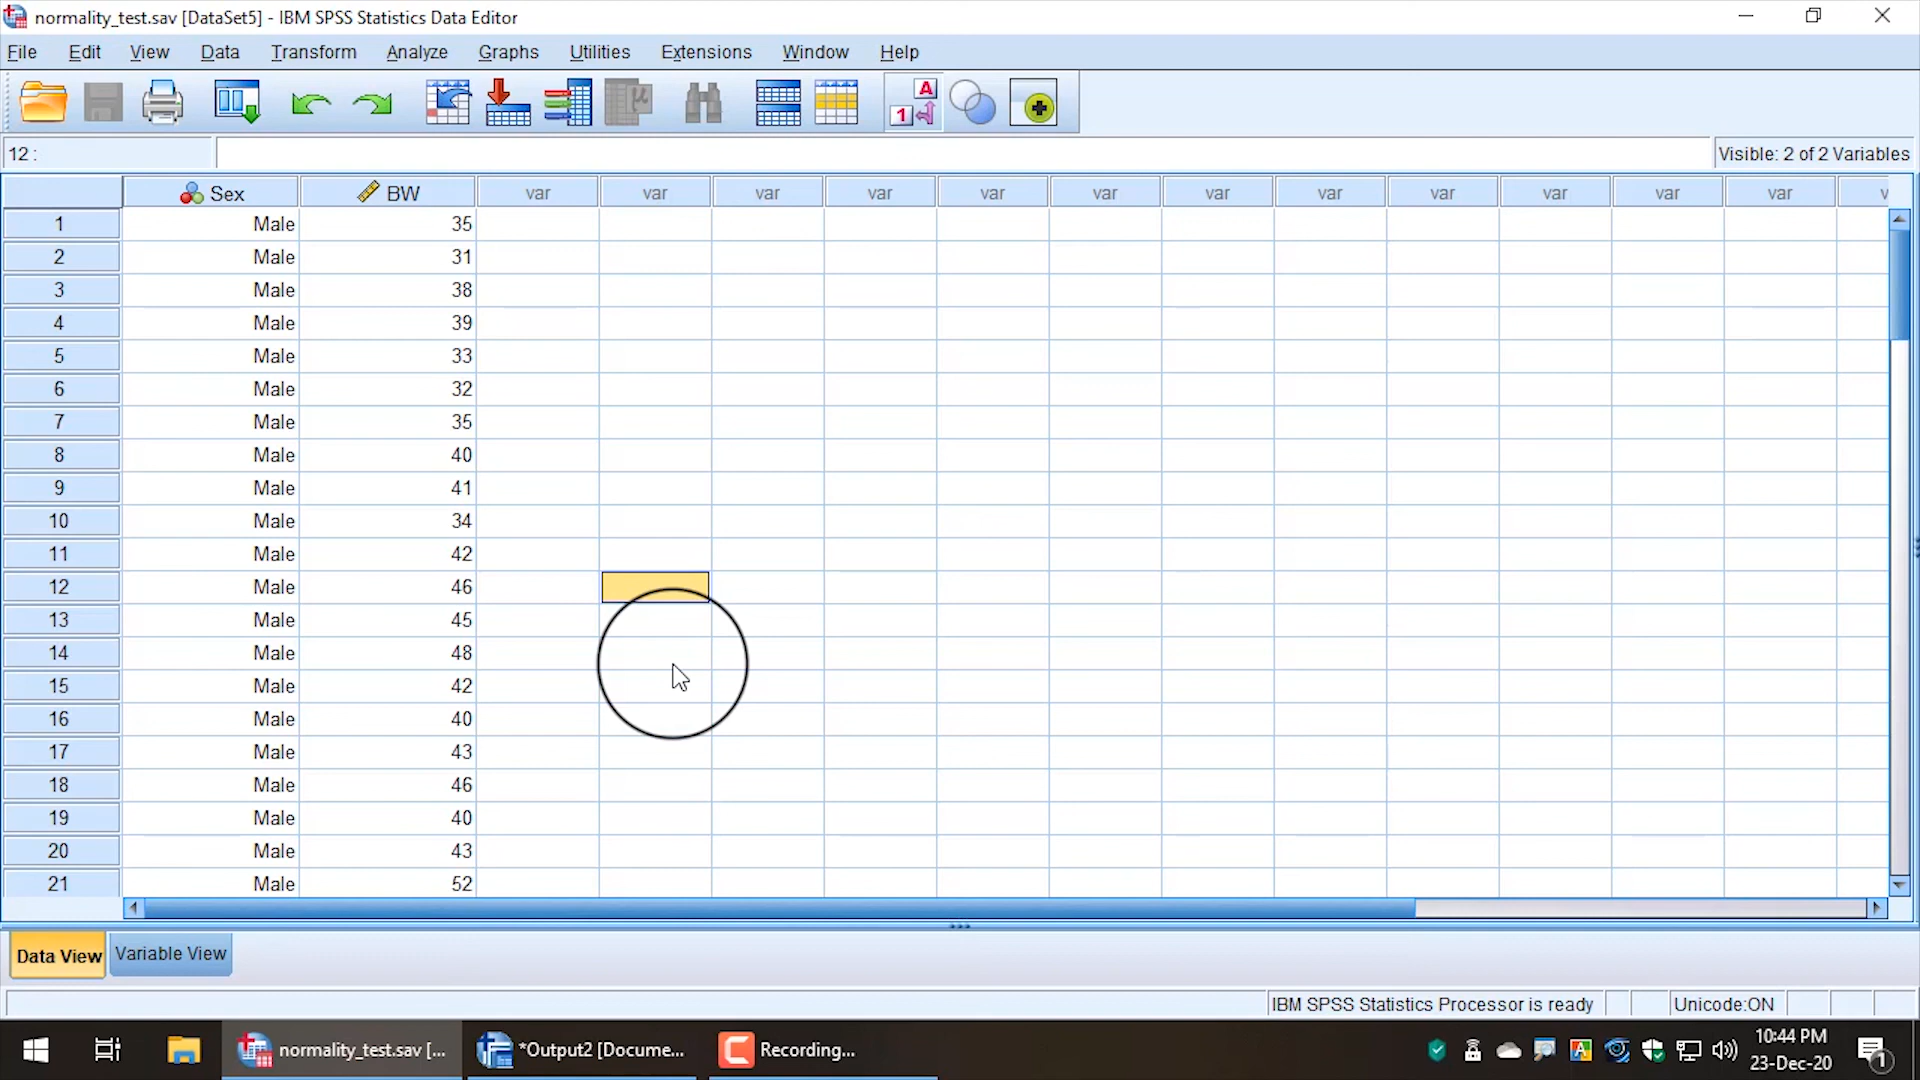 normality_test.sav [DataSet5] - IBM SPSS Statistics Data Editor
File Edit View Data Transform Analyze Graphs Utilities Extensions Window Help
12 :
Visible: 2 of 2 Variables
Sex BW var var var var var var var var var var var var v
1 Male 35
2 Male 31
3 Male 38
4 Male 39
5 Male 33
6 Male 32
7 Male 35
8 Male 40
9 Male 41
10 Male 34
11 Male 42
12 Male 46
13 Male 45
14 Male 48
15 Male 42
16 Male 40
17 Male 43
18 Male 46
19 Male 40
20 Male 43
21 Male 52
Data View Variable View
IBM SPSS Statistics Processor is ready Unicode:ON
normality_test.sav [... *Output2 [Docume... Recording... 10:44 PM
23-Dec-20
1